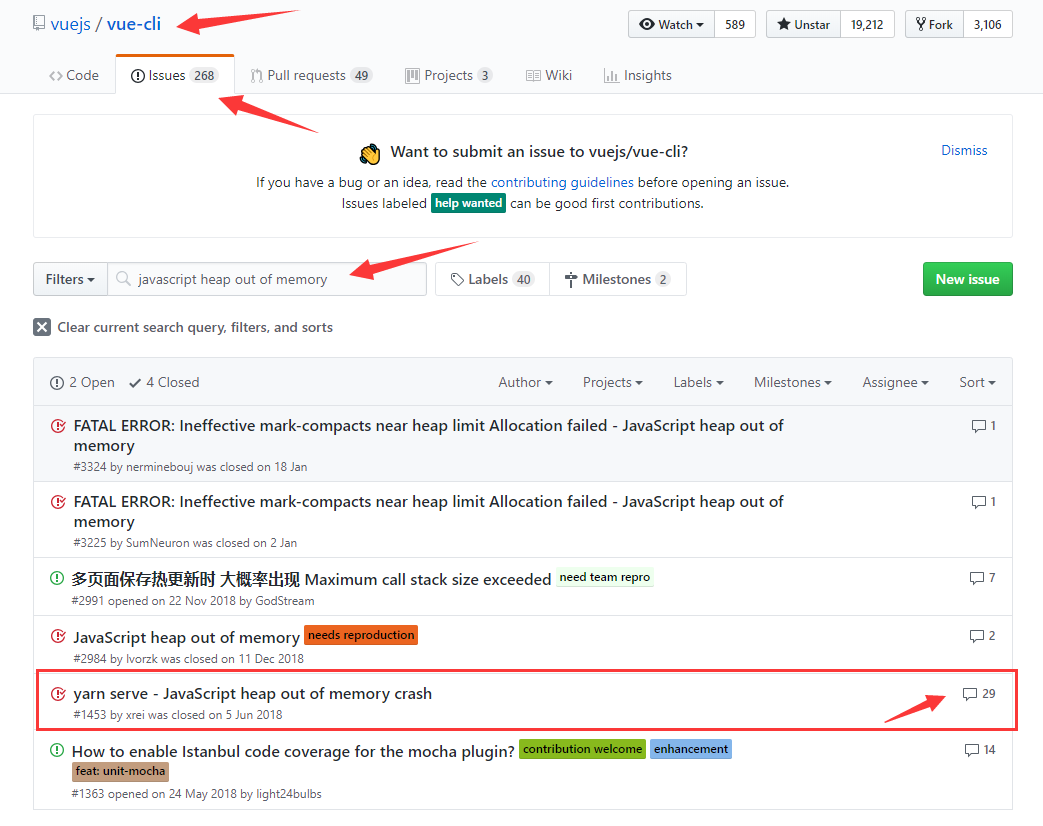 vuejs / vue-cli
Watch 589 Unstar 19,212 Fork 3,106
Code Issues 268 Pull requests 49 Projects 3 Wiki Insights
Want to submit an issue to vuejs/vue-cli?
Dismiss
If you have a bug or an idea, read the contributing guidelines before opening an issue.
Issues labeled help wanted can be good first contributions.
Filters javascript heap out of memory Labels 40 Milestones 2 New issue
Clear current search query, filters, and sorts
2 Open 4 Closed Author Projects Labels Milestones Assignee Sort
FATAL ERROR: Ineffective mark-compacts near heap limit Allocation failed - JavaScript heap out of 1
memory
#3324 by nerminebouj was closed on 18 Jan
FATAL ERROR: Ineffective mark-compacts near heap limit Allocation failed - JavaScript heap out of 1
memory
#3225 by SumNeuron was closed on 2 Jan
多页面保存热更新时 大概率出现 Maximum call stack size exceeded need team repro 7
#2991 opened on 22 Nov 2018 by GodStream
JavaScript heap out of memory needs reproduction 2
#2984 by lvorzk was closed on 11 Dec 2018
yarn serve - JavaScript heap out of memory crash 29
#1453 by xrei was closed on 5 Jun 2018
How to enable Istanbul code coverage for the mocha plugin? contribution welcome enhancement 14
feat: unit-mocha
#1363 opened on 24 May 2018 by light24bulbs